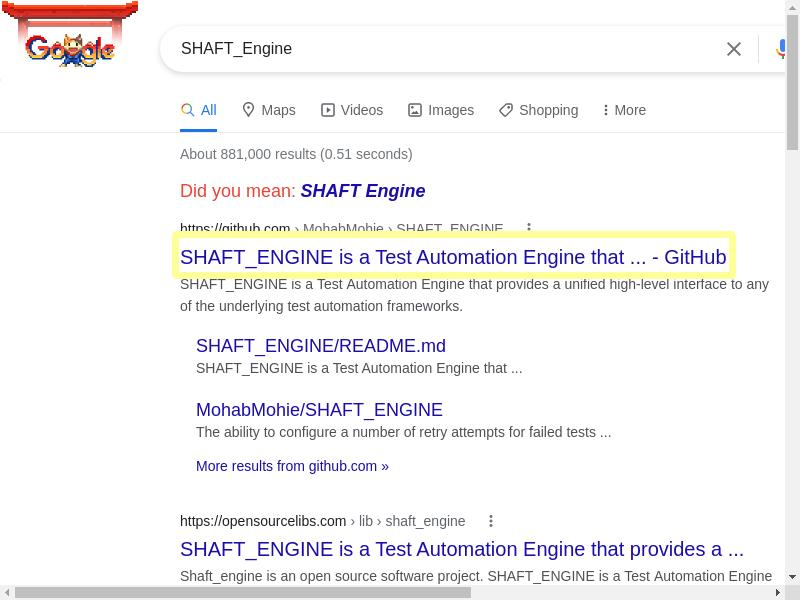 Google
SHAFT_Engine
All Maps Videos Images Shopping More
About 881,000 results (0.51 seconds)
Did you mean: SHAFT Engine
https://github.com › MohabMohie › SHAFT_ENGINE
SHAFT_ENGINE is a Test Automation Engine that ... - GitHub
SHAFT_ENGINE is a Test Automation Engine that provides a unified high-level interface to any
of the underlying test automation frameworks.
SHAFT_ENGINE/README.md
SHAFT_ENGINE is a Test Automation Engine that ...
MohabMohie/SHAFT_ENGINE
The ability to configure a number of retry attempts for failed tests ...
More results from github.com »
https://opensourcelibs.com › lib › shaft_engine
SHAFT_ENGINE is a Test Automation Engine that provides a ...
Shaft_engine is an open source software project. SHAFT_ENGINE is a Test Automation Engine